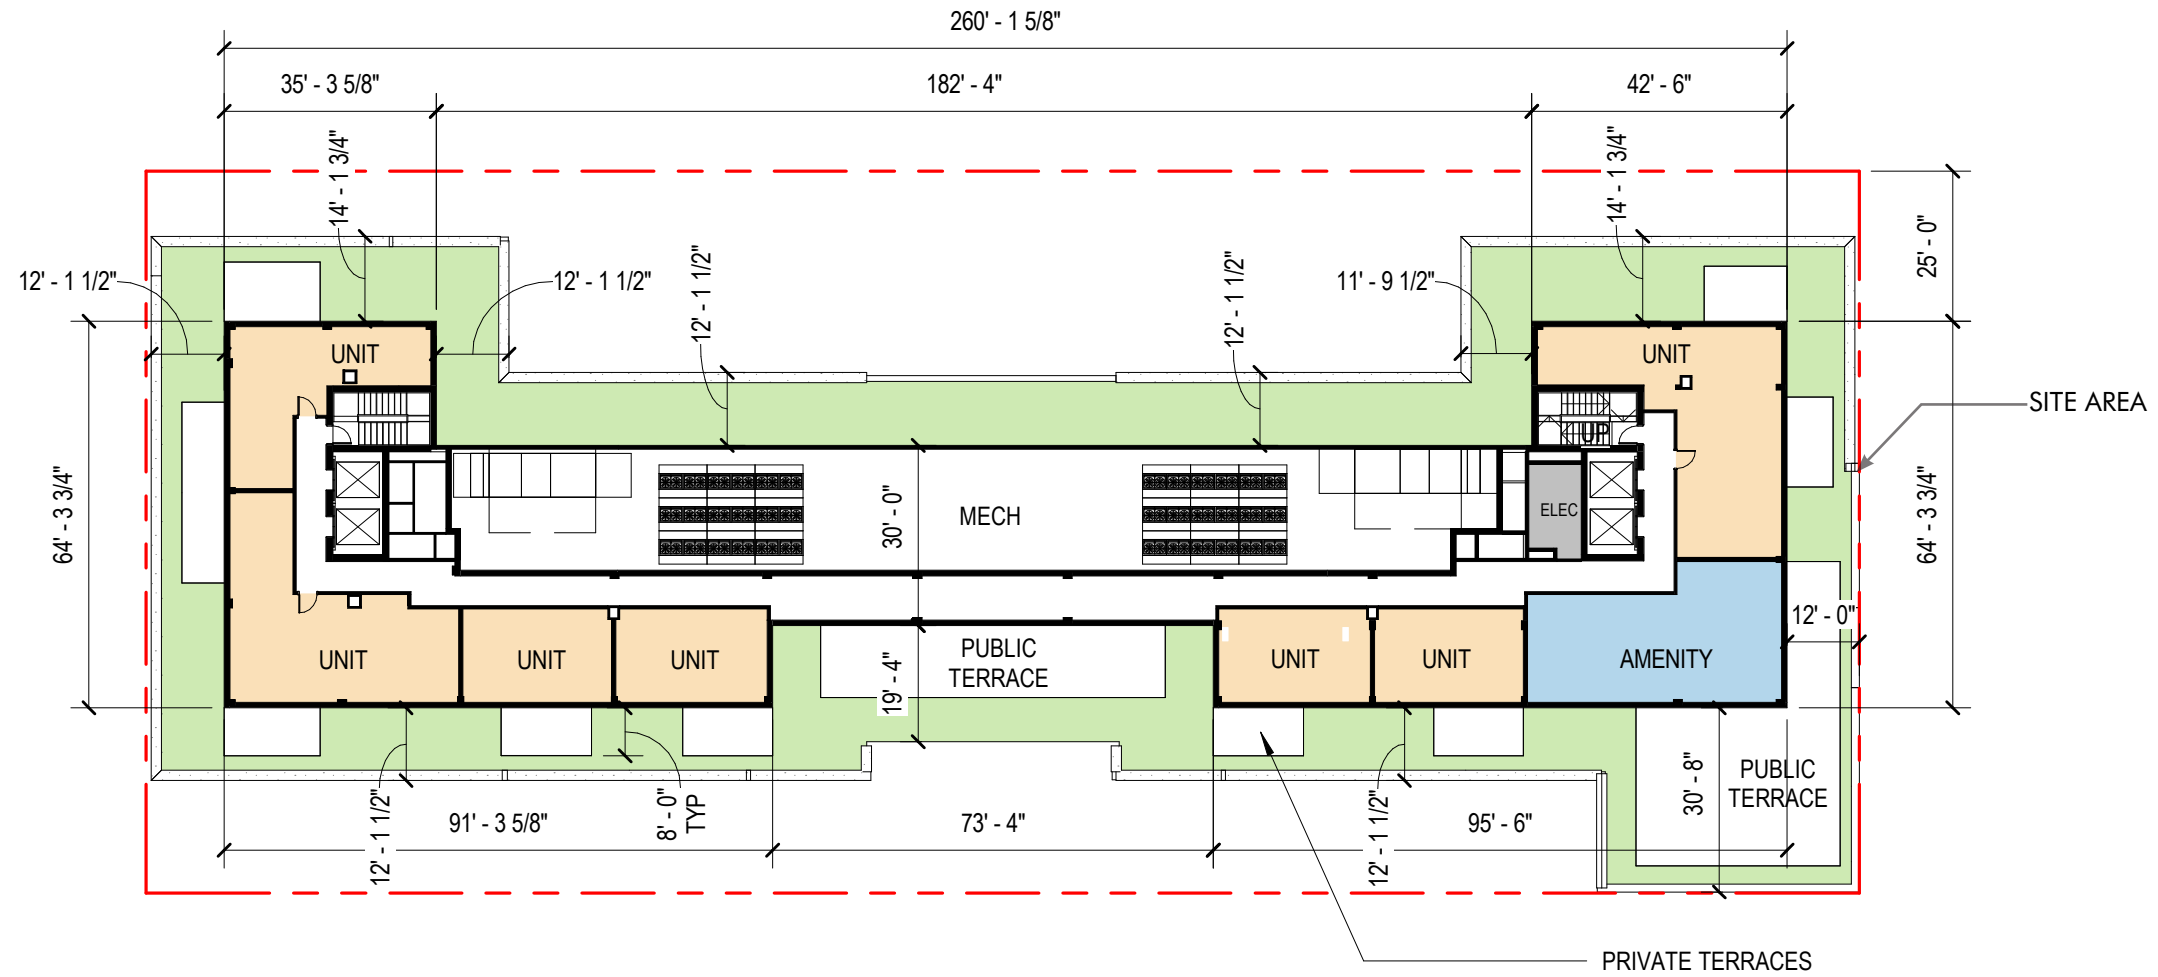 260' - 1 5/8"
35' - 3 5/8"
182' - 4"
42' - 6"
14' - 1 3/4"
14' - 1 3/4"
25' - 0"
12' - 1 1/2"
12' - 1 1/2"
12' - 1 1/2"
12' - 1 1/2"
11' - 9 1/2"
UNIT
UNIT
SITE AREA
UP
64' - 3 3/4"
30' - 0"
MECH
ELEC
64' - 3 3/4"
12' - 0"
UNIT
UNIT
UNIT
PUBLIC
TERRACE
19' - 4"
UNIT
UNIT
AMENITY
PUBLIC
TERRACE
30' - 8"
12' - 1 1/2"
91' - 3 5/8"
8' - 0"
TYP
73' - 4"
12' - 1 1/2"
95' - 6"
PRIVATE TERRACES